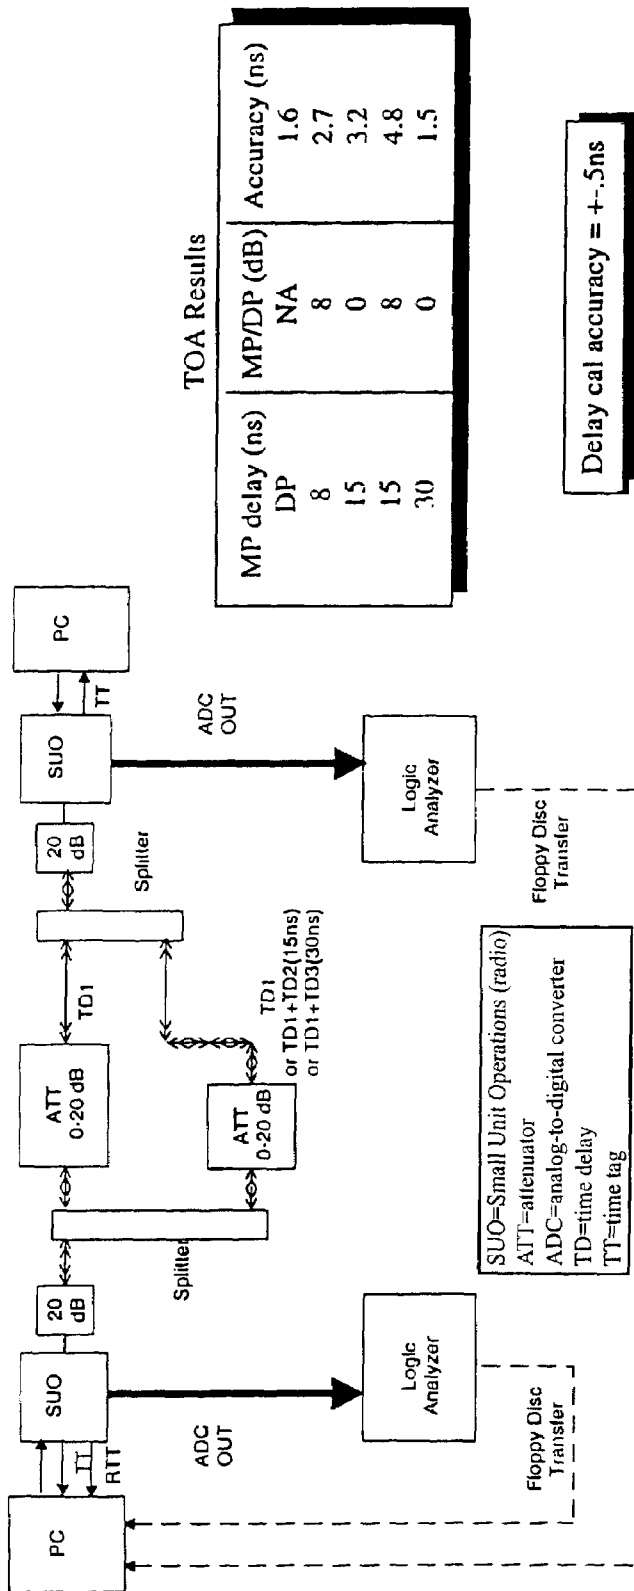 PC
TT
RTT
SUO
20
dB
Splitter
ATT
0-20 dB
TD1
ATT
0-20 dB
TD1
or TD1+TD2(15ns)
or TD1+TD3(30ns)
Splitter
20
dB
SUO
TT
PC
ADC
OUT
ADC
OUT
Logic
Analyzer
Logic
Analyzer
Floppy Disc
Transfer
Floppy Disc
Transfer
SUO=Small Unit Operations (radio)
ATT=attenuator
ADC=analog-to-digital converter
TD=time delay
TT=time tag
TOA Results
MP delay (ns) MP/DP (dB) Accuracy (ns)
DP NA 1.6
8 8 2.7
15 0 3.2
15 8 4.8
30 0 1.5
Delay cal accuracy = +-.5ns